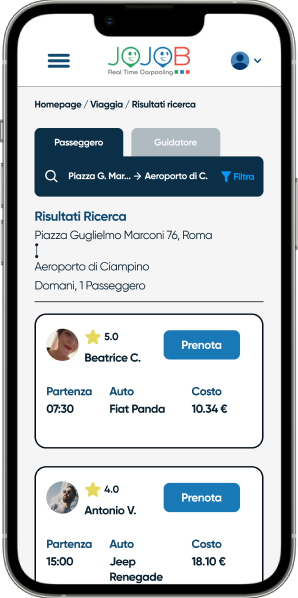 JOJOB
Real Time Carpooling
Homepage / Viaggia / Risultati ricerca
Passeggero Guidatore
Piazza G. Mar... → Aeroporto di C. Filtra
Risultati Ricerca
Piazza Guglielmo Marconi 76, Roma
Aeroporto di Ciampino
Domani, 1 Passeggero
5.0
Beatrice C.
Prenota
Partenza Auto Costo
07:30 Fiat Panda 10.34 €
4.0
Antonio V.
Prenota
Partenza Auto Costo
15:00 Jeep 18.10 €
Renegade